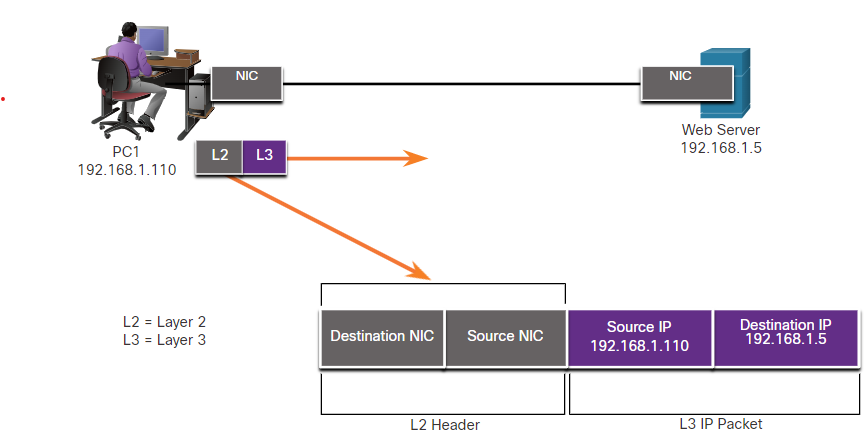 NIC
NIC
PC1
192.168.1.110
Web Server
192.168.1.5
L2
L3
L2 = Layer 2
L3 = Layer 3
Destination NIC
Source NIC
Source IP
192.168.1.110
Destination IP
192.168.1.5
L2 Header
L3 IP Packet